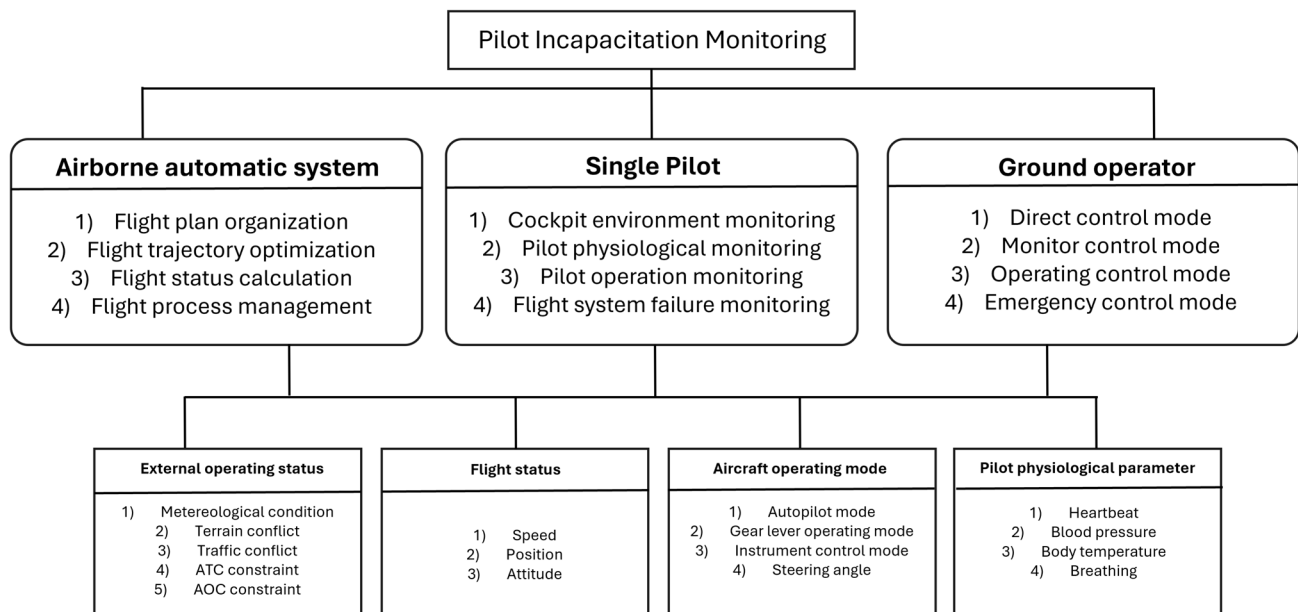 Pilot Incapacitation Monitoring
Airborne automatic system
1) Flight plan organization
2) Flight trajectory optimization
3) Flight status calculation
4) Flight process management
Single Pilot
1) Cockpit environment monitoring
2) Pilot physiological monitoring
3) Pilot operation monitoring
4) Flight system failure monitoring
Ground operator
1) Direct control mode
2) Monitor control mode
3) Operating control mode
4) Emergency control mode
External operating status
1) Metereological condition
2) Terrain conflict
3) Traffic conflict
4) ATC constraint
5) AOC constraint
Flight status
1) Speed
2) Position
3) Attitude
Aircraft operating mode
1) Autopilot mode
2) Gear lever operating mode
3) Instrument control mode
4) Steering angle
Pilot physiological parameter
1) Heartbeat
2) Blood pressure
3) Body temperature
4) Breathing